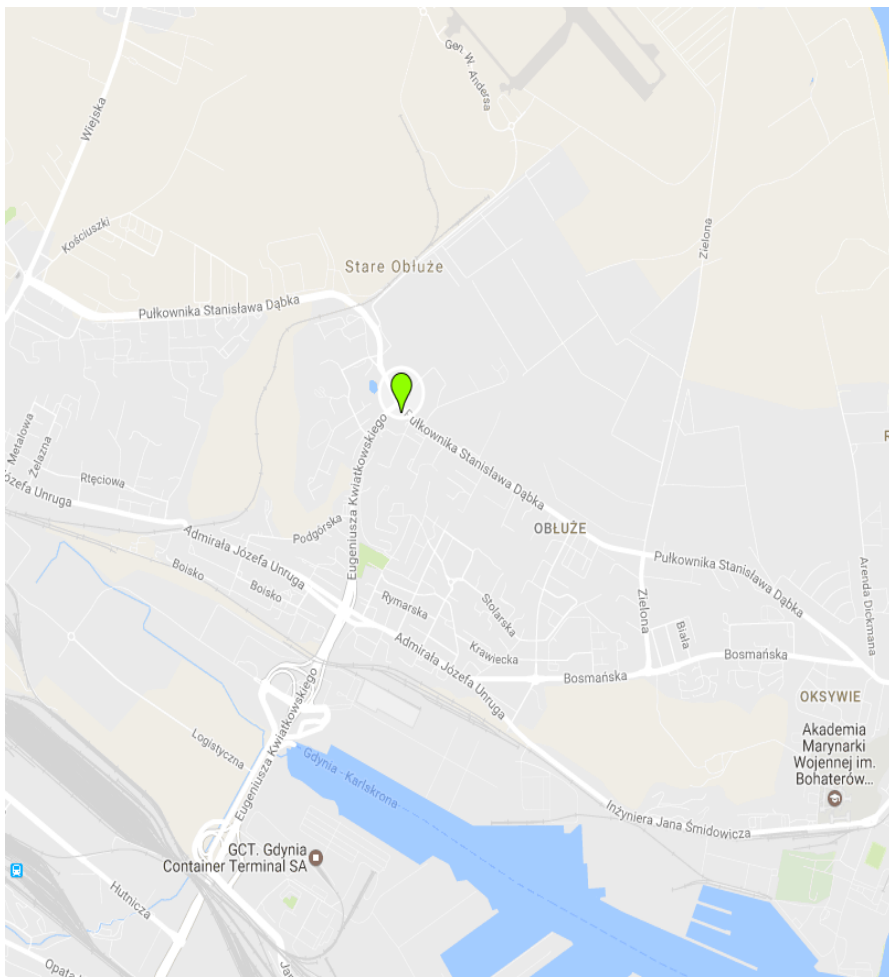 Gen. W. Andersa
Wiejska
Kościuszki
Zielona
Stare Obłuże
Pułkownika Stanisława Dąbka
Pułkownika Stanisława Dąbka
Eugeniusza Kwiatkowskiego
Metalowa
Żelazna
Rtęciowa
Józefa Unruga
R
Podgórska
OBŁUŻE
Admirała Józefa Unruga
Pułkownika Stanisława Dąbka
Arenda Dickmana
Boisko
Boisko
Rymarska
Stolarska
Zielona
Biała
Krawiecka
Admirała Józefa Unruga
Bosmańska
Bosmańska
OKSYWIE
Eugeniusza Kwiatkowskiego
Logistyczna
Gdynia - Karlskrona
Akademia
Marynarki
Wojennej im.
Bohaterów...
Inżyniera Jana Śmidowicza
GCT. Gdynia
Container Terminal SA
Hutnicza
Opata
Jan